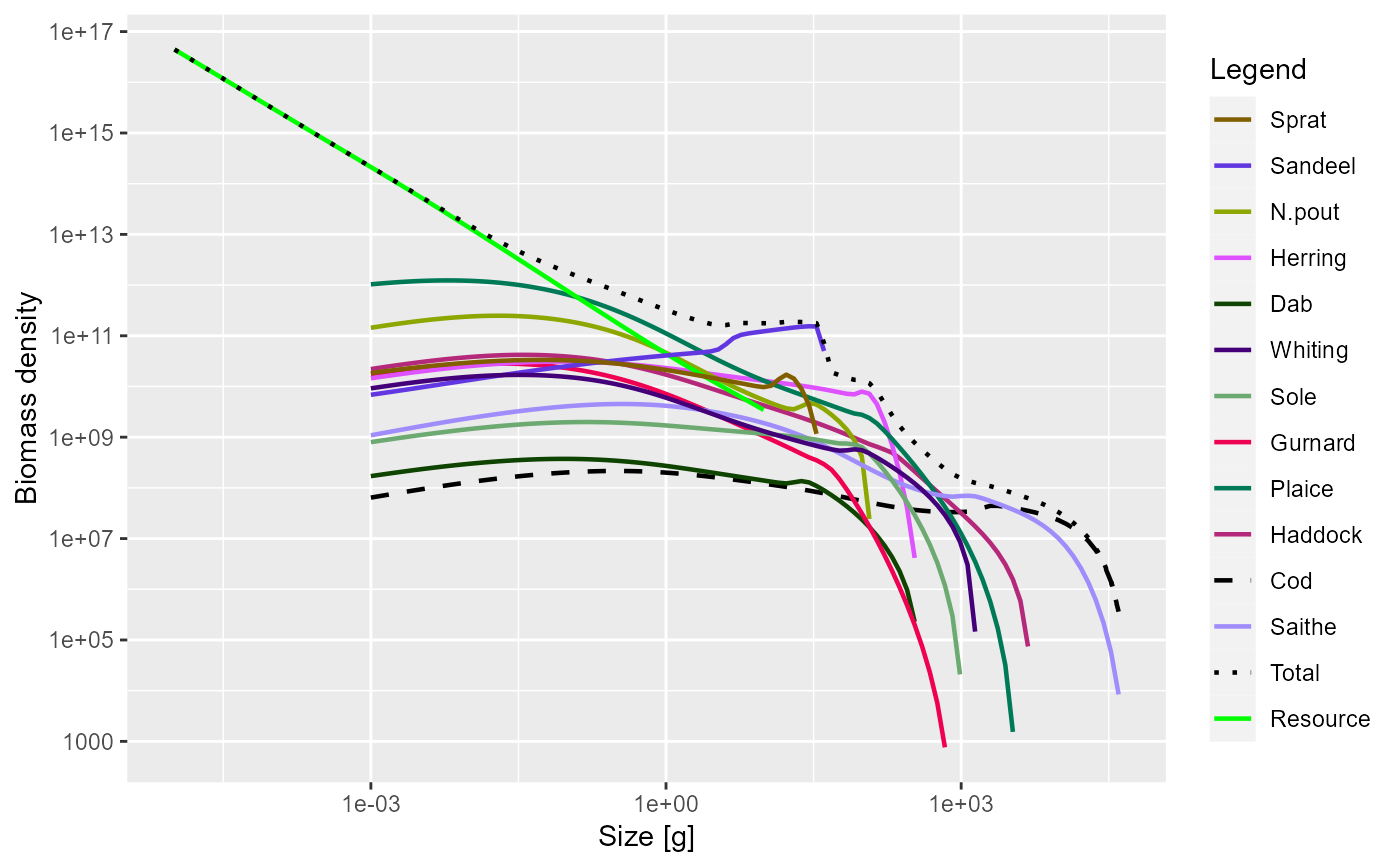 1e+17
1e+15
1e+13
1e+11
1e+09
1e+07
1e+05
1000
Biomass density
1e-03
1e+00
1e+03
Size [g]
Legend
Sprat
Sandeel
N.pout
Herring
Dab
Whiting
Sole
Gurnard
Plaice
Haddock
Cod
Saithe
Total
Resource